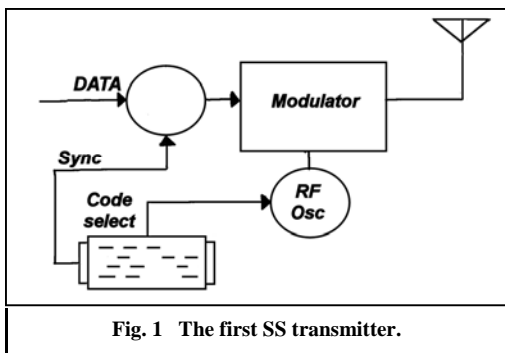 DATA
Modulator
Sync
RF
Osc
Code
select
Fig. 1 The first SS transmitter.